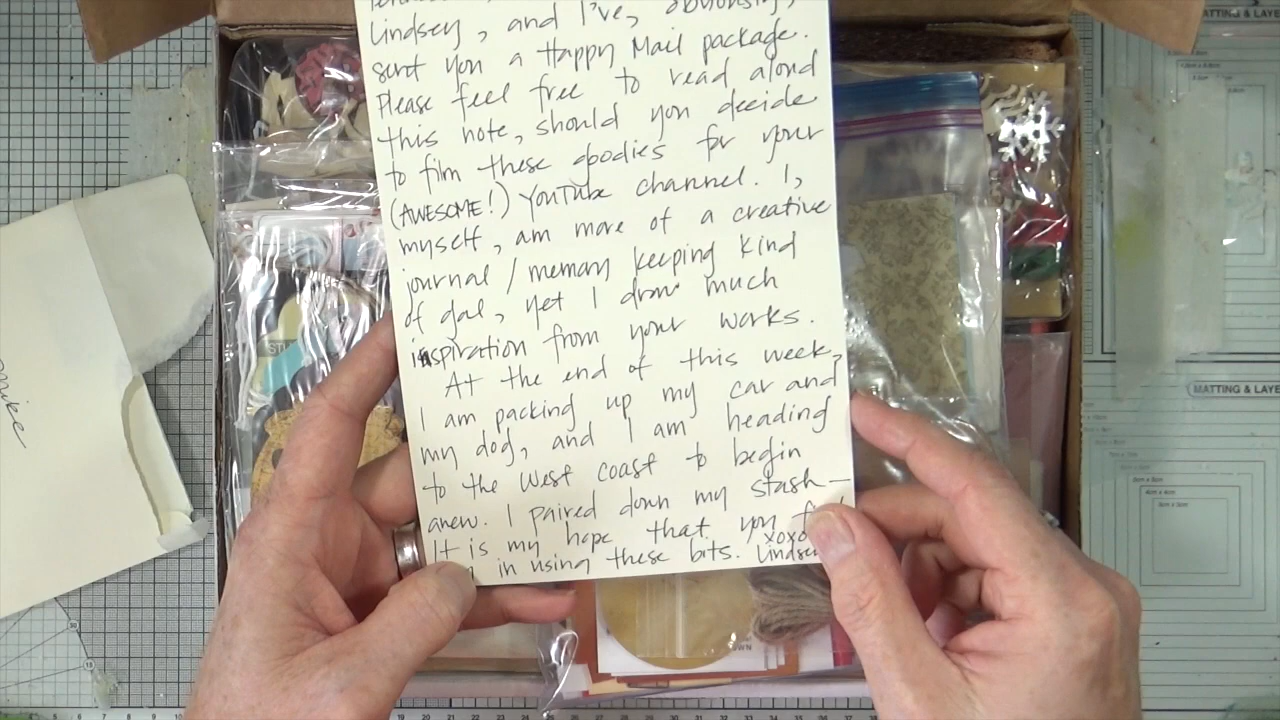 Lindsey, and I've, obviously,
sent you a Happy Mail package.
Please feel free to read aloud
this note, should you decide
to film these goodies for your
(AWESOME!) YouTube channel. I,
myself, am more of a creative
journal / memory keeping kind
of gal, yet I draw much
inspiration from your works.
At the end of this week,
I am packing up my car and
my dog, and I am heading
to the West coast to begin
anew. I paired down my stash—
It is my hope that you
in using these bits. xoxo
Lindsey
MATTING & LAYE
MATTING & LAYE